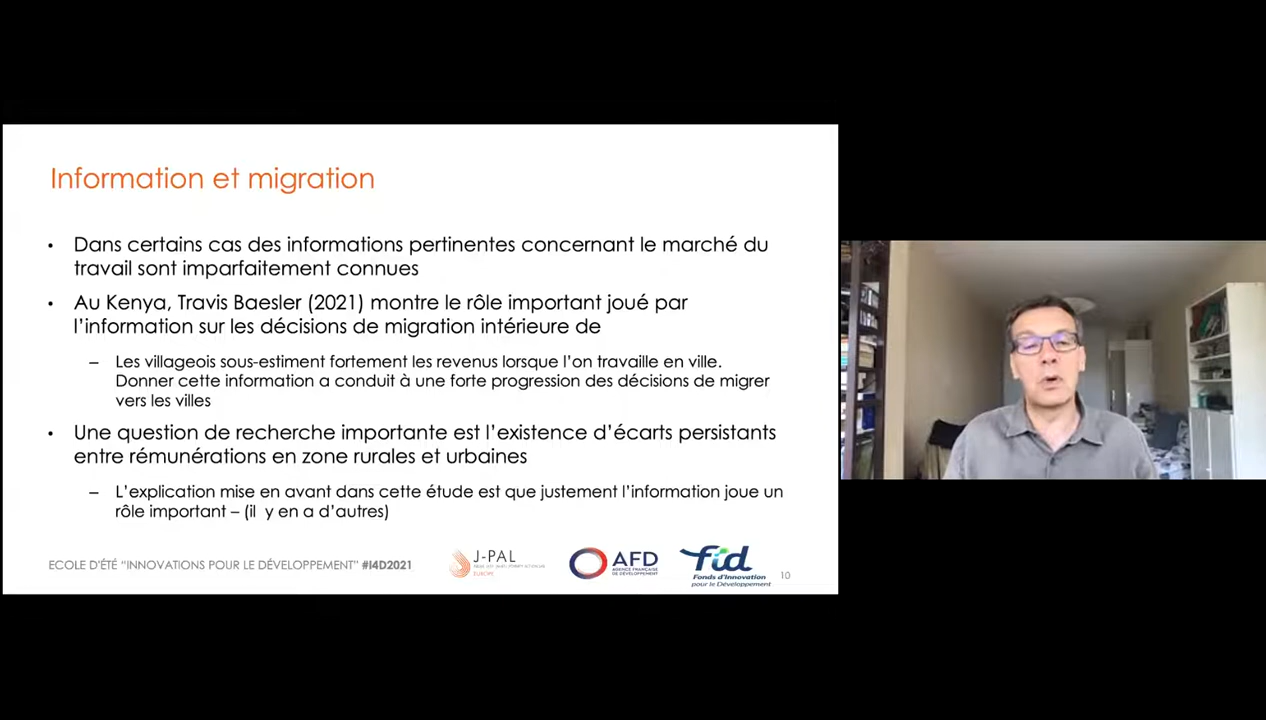 Information et migration
• Dans certains cas des informations pertinentes concernant le marché du
travail sont imparfaitement connues
• Au Kenya, Travis Baesler (2021) montre le rôle important joué par
l'information sur les décisions de migration intérieure de
– Les villageois sous-estiment fortement les revenus lorsque l'on travaille en ville.
Donner cette information a conduit à une forte progression des décisions de migrer
vers les villes
• Une question de recherche importante est l'existence d'écarts persistants
entre rémunérations en zone rurales et urbaines
– L'explication mise en avant dans cette étude est que justement l'information joue un
rôle important – (il y en a d'autres)
ECOLE D'ÉTÉ "INNOVATIONS POUR LE DÉVELOPPEMENT" #I4D2021
J-PAL
EUROPE
AFD
AGENCE FRANÇAISE
DE DÉVELOPPEMENT
fid
Fonds d'Innovation
pour le Développement
10